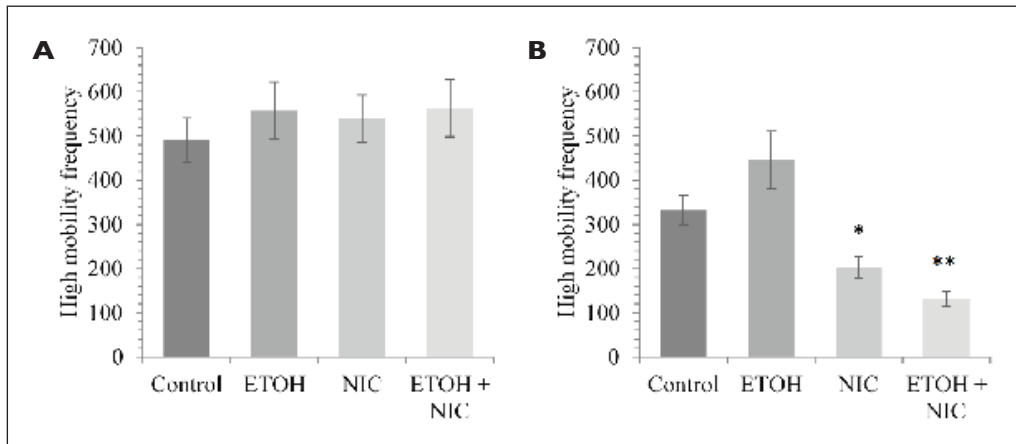 A
High mobility frequency
700
600
500
400
300
200
100
0
Control
ETOH
NIC
ETOH +
NIC
B
High mobility frequency
700
600
500
400
300
200
100
0
*
**
Control
ETOH
NIC
ETOH +
NIC